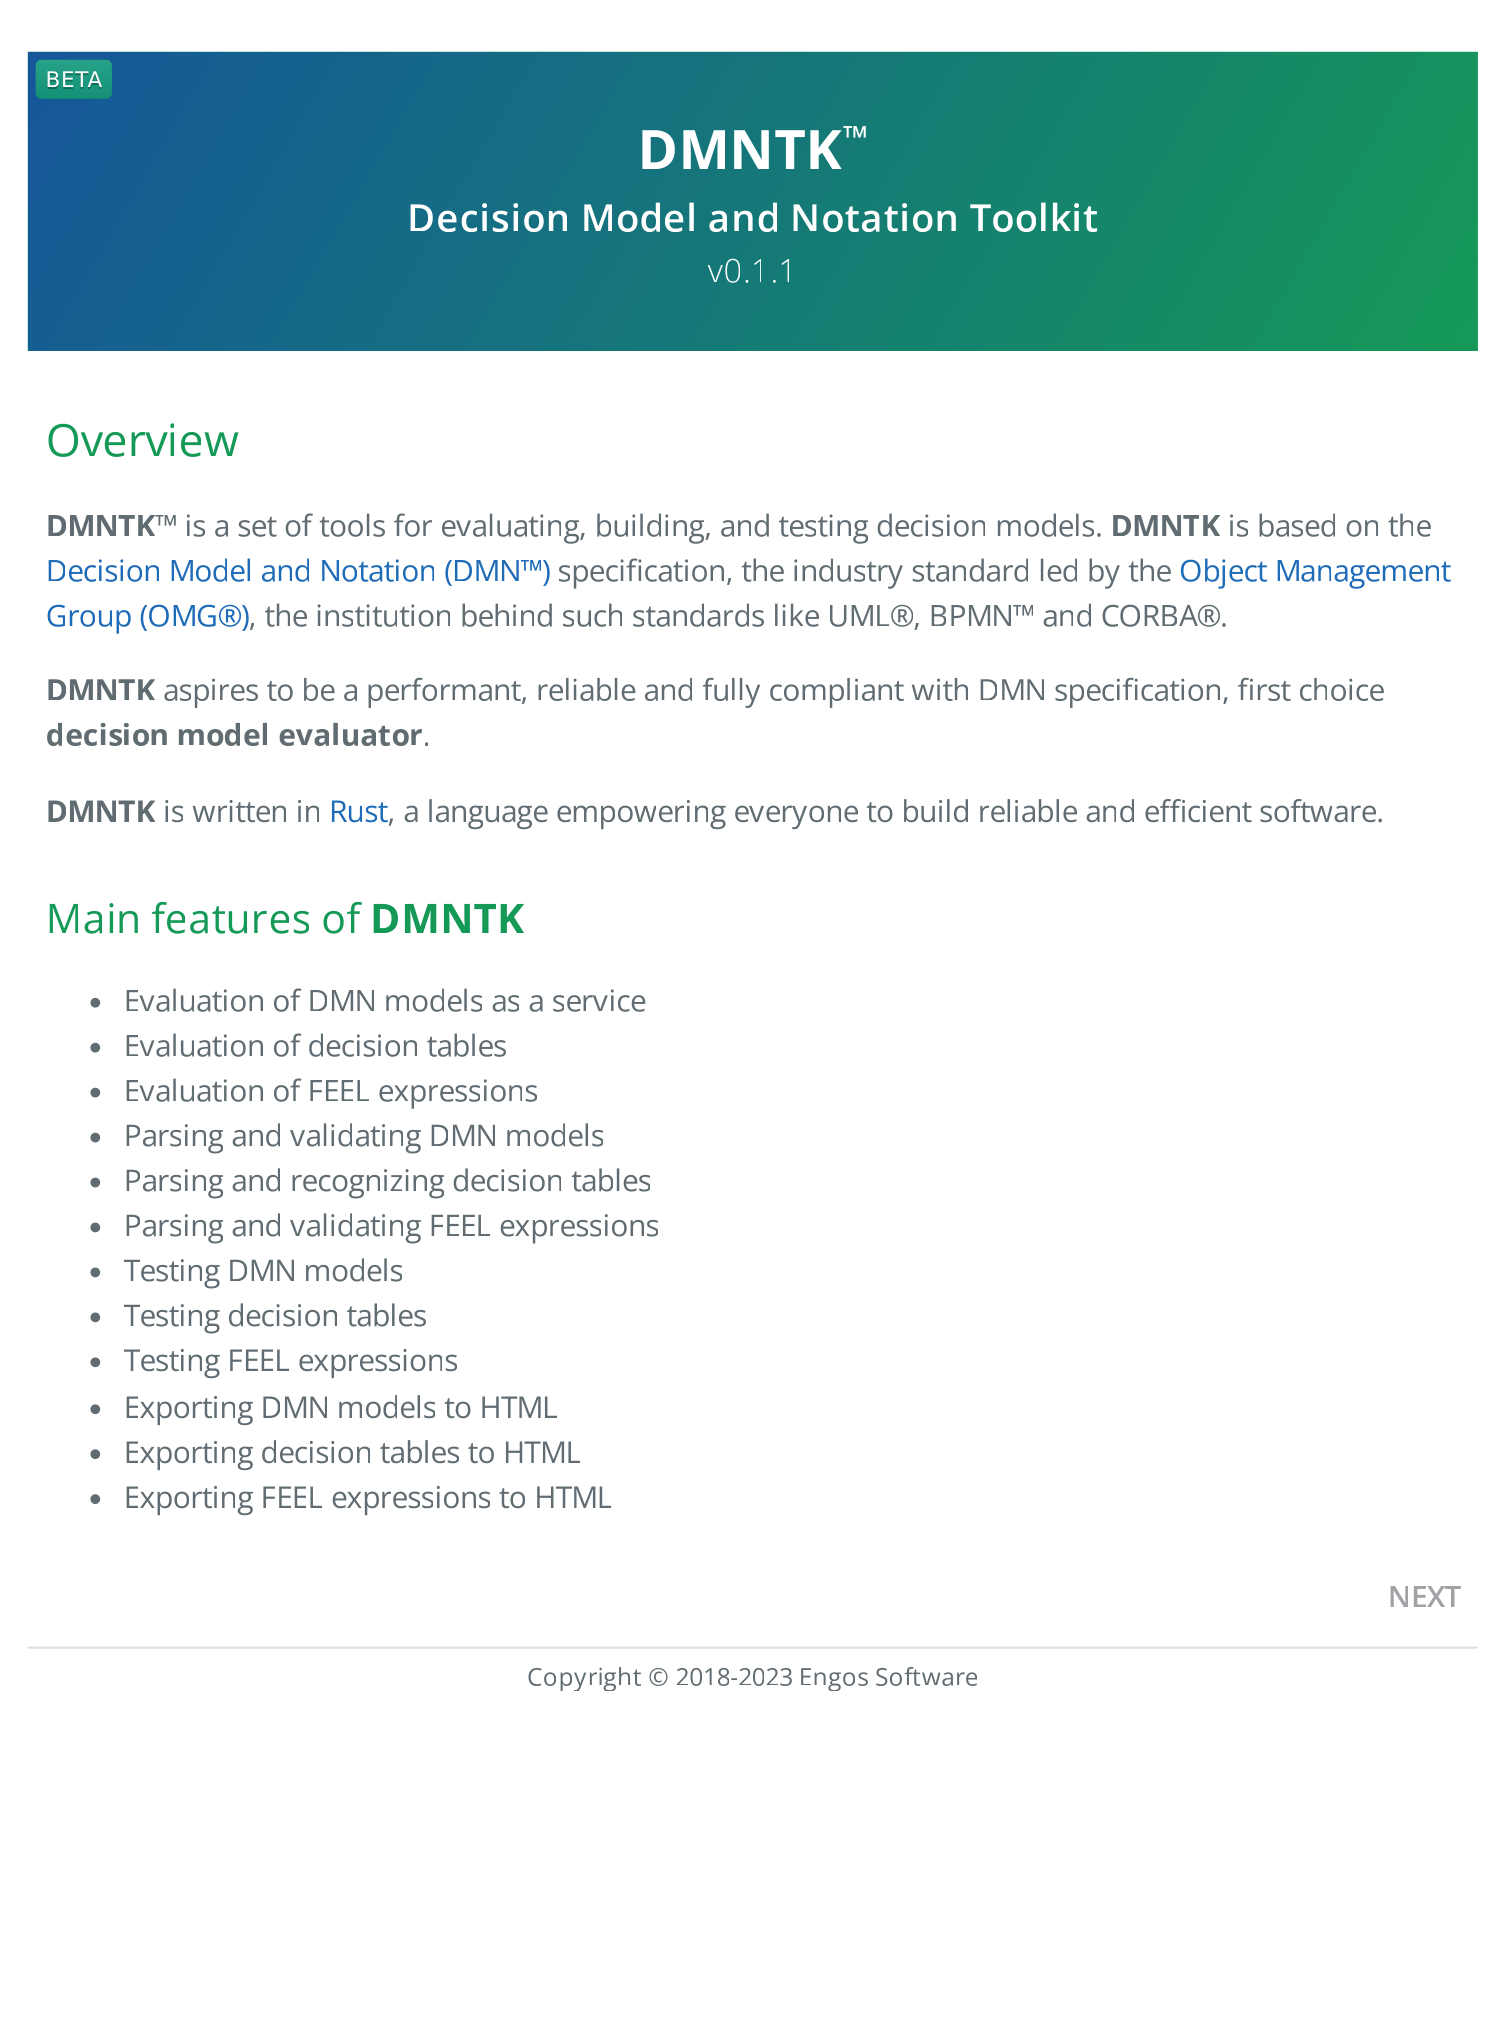 BETA
DMNTK™
Decision Model and Notation Toolkit
v0.1.1
Overview
DMNTK™ is a set of tools for evaluating, building, and testing decision models. DMNTK is based on the
Decision Model and Notation (DMN™) specification, the industry standard led by the Object Management
Group (OMG®), the institution behind such standards like UML®, BPMN™ and CORBA®.
DMNTK aspires to be a performant, reliable and fully compliant with DMN specification, first choice
decision model evaluator.
DMNTK is written in Rust, a language empowering everyone to build reliable and efficient software.
Main features of DMNTK
• Evaluation of DMN models as a service
• Evaluation of decision tables
• Evaluation of FEEL expressions
• Parsing and validating DMN models
• Parsing and recognizing decision tables
• Parsing and validating FEEL expressions
• Testing DMN models
• Testing decision tables
• Testing FEEL expressions
• Exporting DMN models to HTML
• Exporting decision tables to HTML
• Exporting FEEL expressions to HTML
NEXT
Copyright © 2018-2023 Engos Software